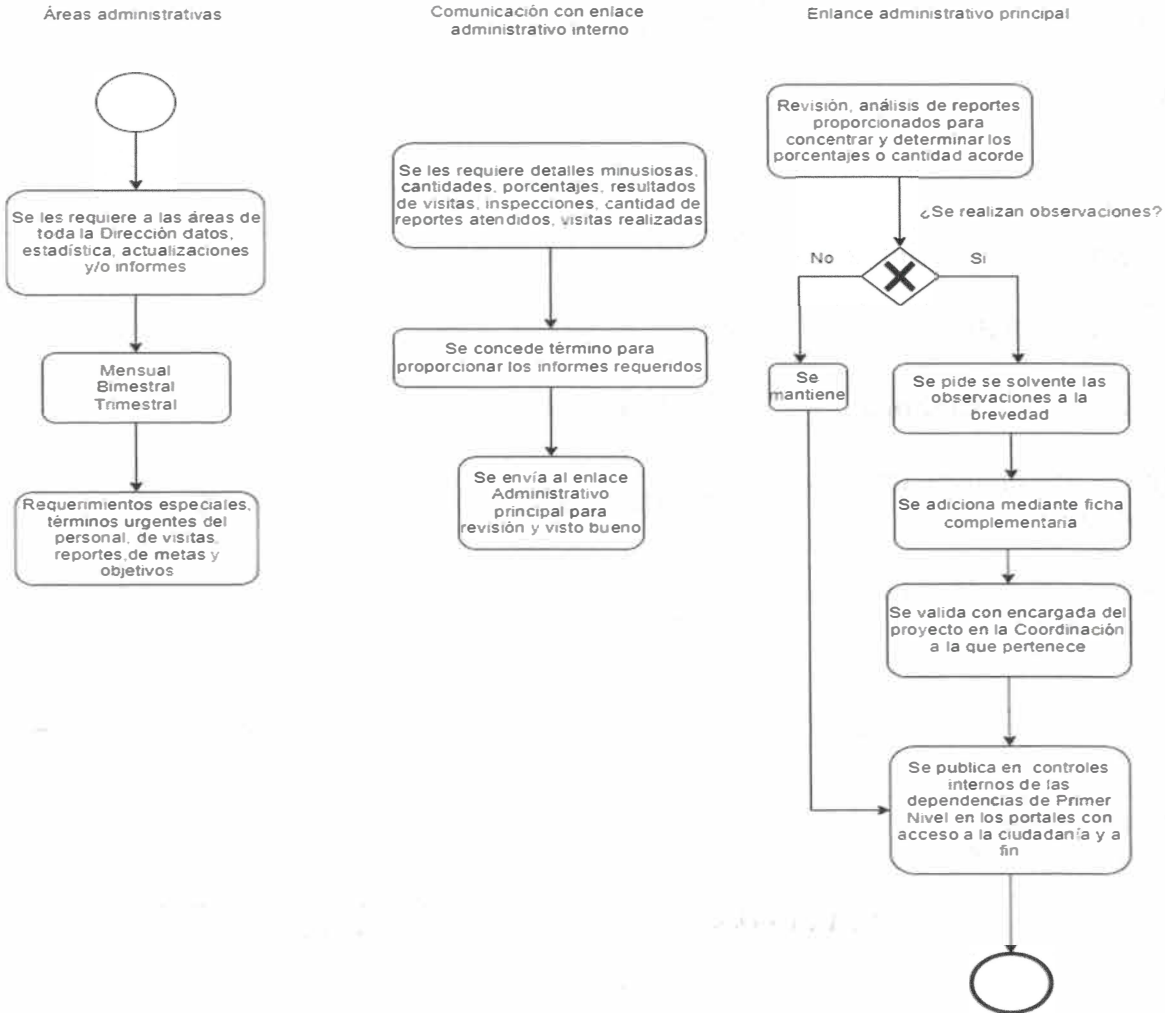 Áreas administrativas
Comunicación con enlace
administrativo interno
Enlance administrativo principal
Se les requiere a las áreas de
toda la Dirección datos,
estadística, actualizaciones
y/o informes
Mensual
Bimestral
Trimestral
Requerimientos especiales,
términos urgentes del
personal, de visitas,
reportes,de metas y
objetivos
Se les requiere detalles minusiosas,
cantidades, porcentajes, resultados
de visitas, inspecciones, cantidad de
reportes atendidos, visitas realizadas
Se concede término para
proporcionar los informes requeridos
Se envía al enlace
Administrativo
principal para
revisión y visto bueno
Revisión, análisis de reportes
proporcionados para
concentrar y determinar los
porcentajes o cantidad acorde
¿Se realizan observaciones?
No
Si
Se
mantiene
Se pide se solvente las
observaciones a la
brevedad
Se adiciona mediante ficha
complementaria
Se valida con encargada del
proyecto en la Coordinación
a la que pertenece
Se publica en controles
internos de las
dependencias de Primer
Nivel en los portales con
acceso a la ciudadanía y a
fin